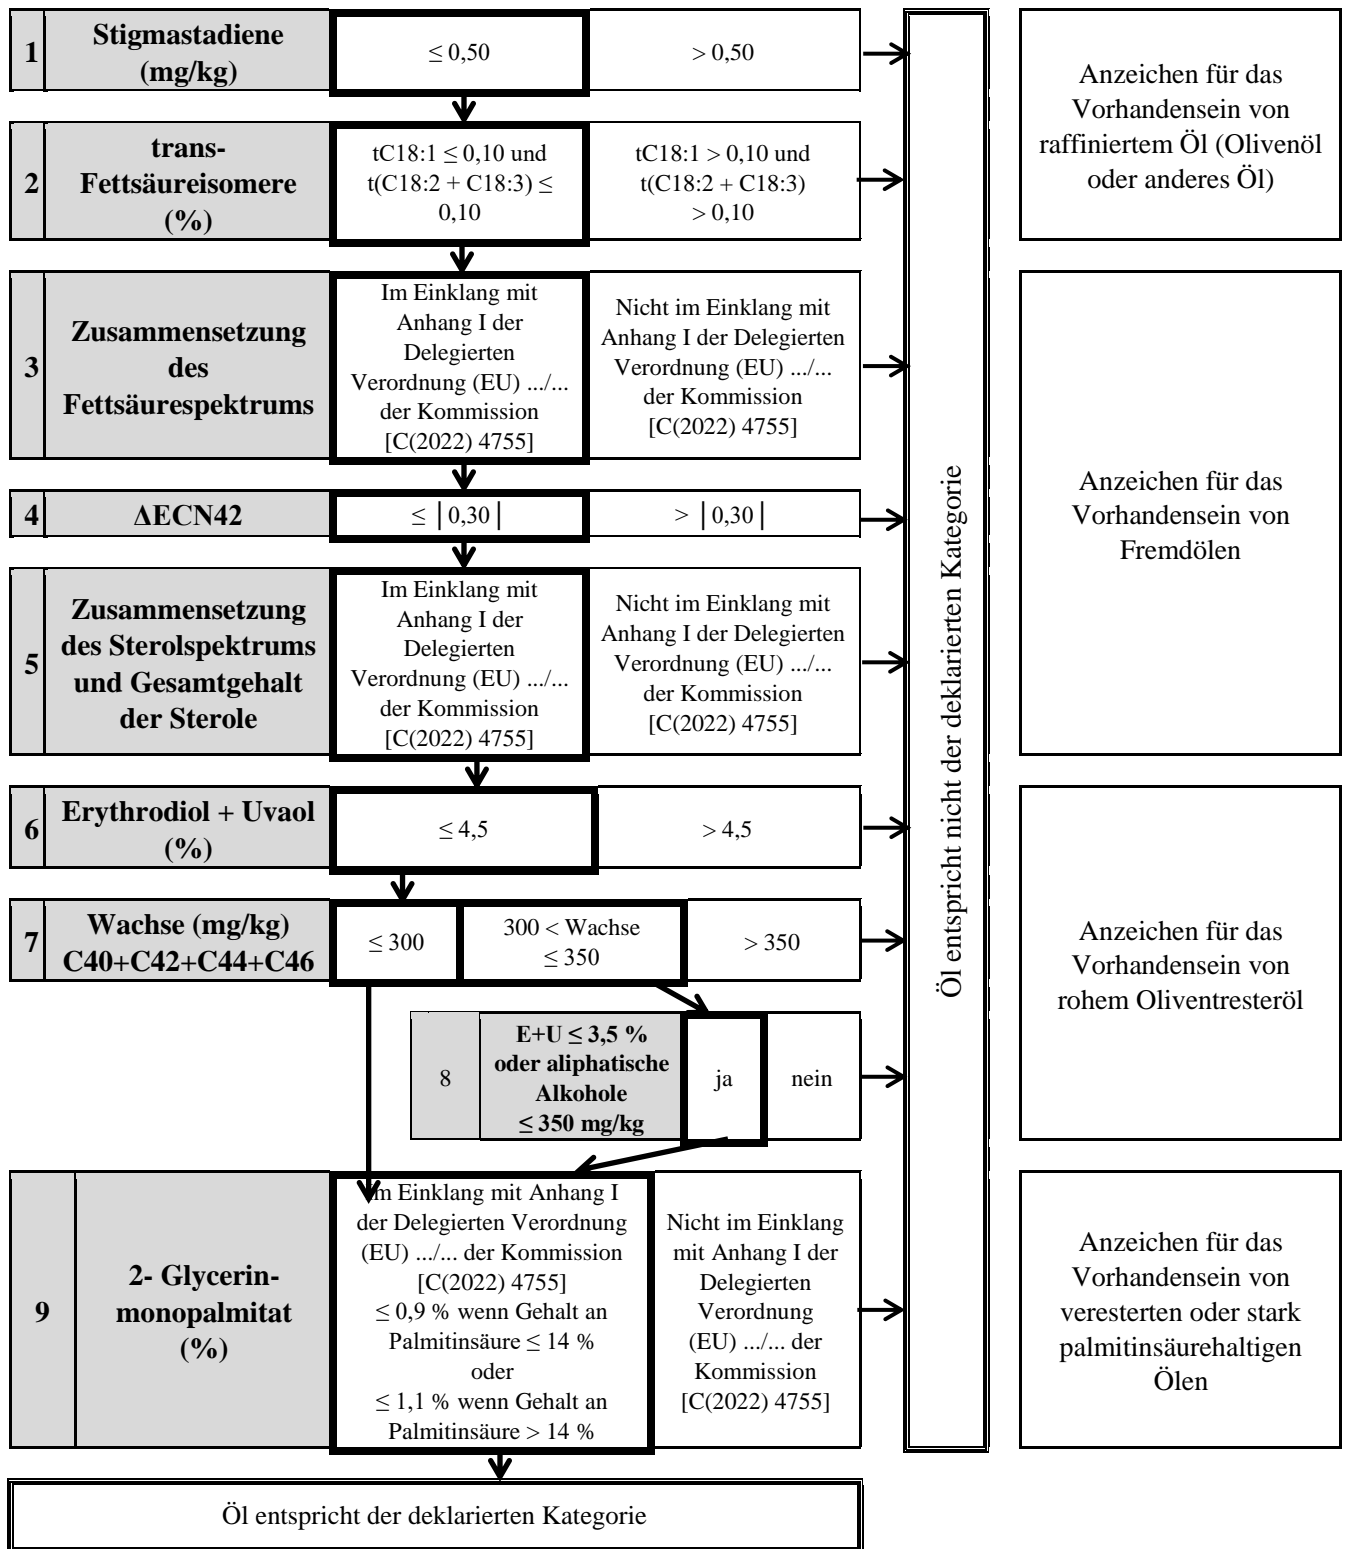 1
Stigmastadiene
(mg/kg)
≤ 0,50
> 0,50
Anzeichen für das
Vorhandensein von
raffiniertem Öl (Olivenöl
oder anderes Öl)
2
trans-
Fettsäureisomere
(%)
tC18:1 ≤ 0,10 und
t(C18:2 + C18:3) ≤
0,10
tC18:1 > 0,10 und
t(C18:2 + C18:3)
> 0,10
3
Zusammensetzung
des
Fettsäurespektrums
Im Einklang mit
Anhang I der
Delegierten
Verordnung (EU) .../...
der Kommission
[C(2022) 4755]
Nicht im Einklang mit
Anhang I der Delegierten
Verordnung (EU) .../...
der Kommission
[C(2022) 4755]
Anzeichen für das
Vorhandensein von
Fremdölen
4
ΔECN42
≤ |0,30|
> |0,30|
5
Zusammensetzung
des Sterolspektrums
und Gesamtgehalt
der Sterole
Im Einklang mit
Anhang I der
Delegierten
Verordnung (EU) .../...
der Kommission
[C(2022) 4755]
Nicht im Einklang mit
Anhang I der Delegierten
Verordnung (EU) .../...
der Kommission
[C(2022) 4755]
Öl entspricht nicht der deklarierten Kategorie
6
Erythrodiol + Uvaol
(%)
≤ 4,5
> 4,5
Anzeichen für das
Vorhandensein von
rohem Oliventresteröl
7
Wachse (mg/kg)
C40+C42+C44+C46
≤ 300
300 < Wachse
≤ 350
> 350
8
E+U ≤ 3,5 %
oder aliphatische
Alkohole
≤ 350 mg/kg
ja
nein
9
2- Glycerin-
monopalmitat
(%)
Im Einklang mit Anhang I
der Delegierten Verordnung
(EU) .../... der Kommission
[C(2022) 4755]
≤ 0,9 % wenn Gehalt an
Palmitinsäure ≤ 14 %
oder
≤ 1,1 % wenn Gehalt an
Palmitinsäure > 14 %
Nicht im Einklang
mit Anhang I der
Delegierten
Verordnung
(EU) .../... der
Kommission
[C(2022) 4755]
Anzeichen für das
Vorhandensein von
veresterten oder stark
palmitinsäurehaltigen
Ölen
Öl entspricht der deklarierten Kategorie